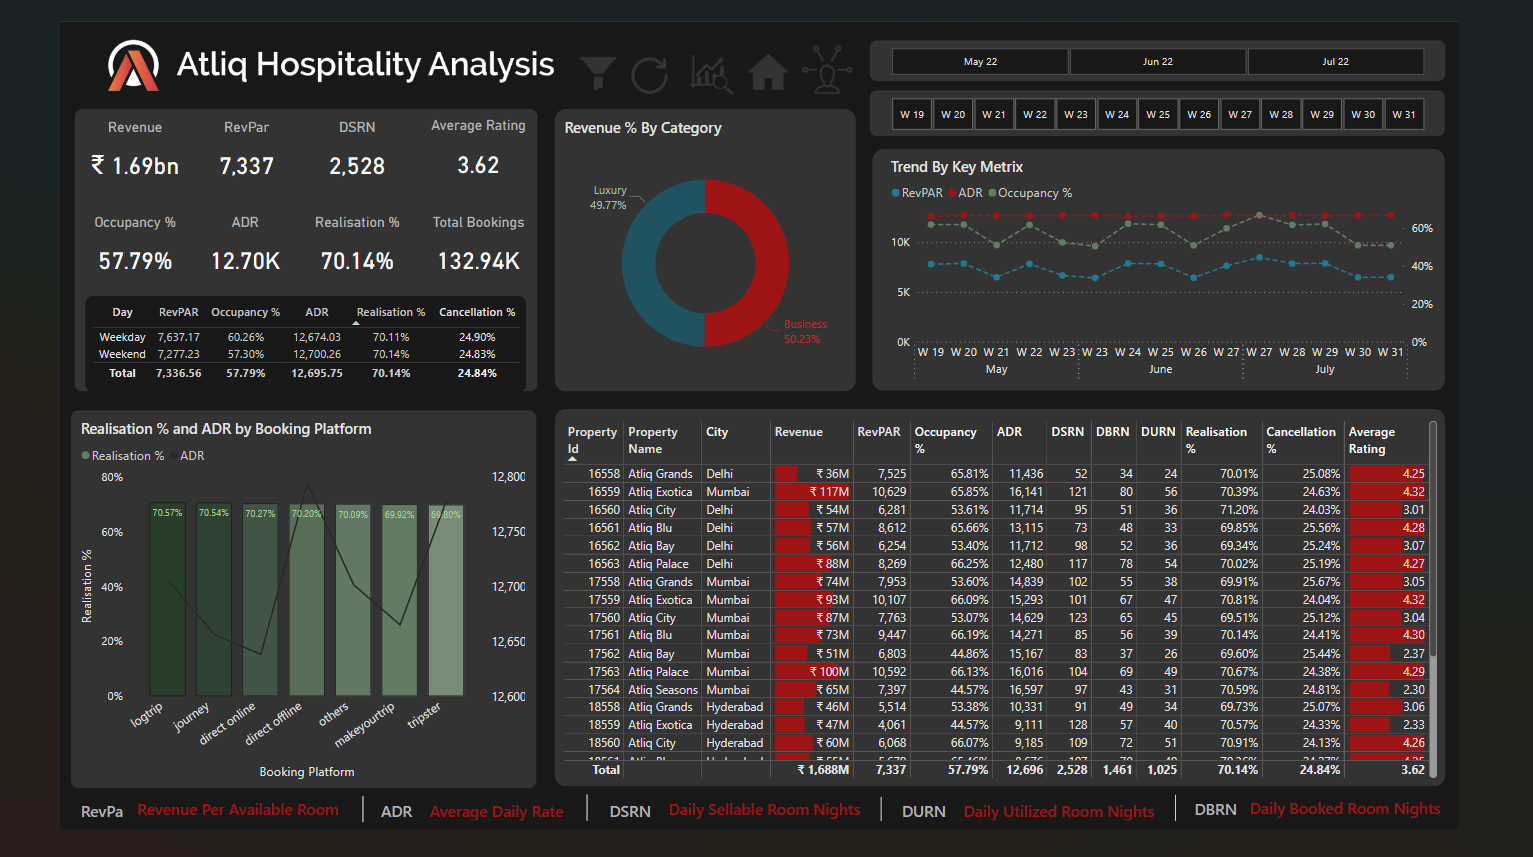 Atliq Hospitality Analysis
May 22 Jun 22 Jul 22
W 19 W 20 W 21 W 22 W 23 W 24 W 25 W 26 W 27 W 28 W 29 W 30 W 31
Revenue RevPar DSRN Average Rating
₹ 1.69bn 7,337 2,528 3.62
Occupancy % ADR Realisation % Total Bookings
57.79% 12.70K 70.14% 132.94K
Day RevPAR Occupancy % ADR Realisation % Cancellation %
Weekday 7,637.17 60.26% 12,674.03 70.11% 24.90%
Weekend 7,277.23 57.30% 12,700.26 70.14% 24.83%
Total 7,336.56 57.79% 12,695.75 70.14% 24.84%
Revenue % By Category
Luxury
49.77%
Business
50.23%
Trend By Key Metrix
RevPAR ADR Occupancy %
10K
5K
0K
60%
40%
20%
0%
W 19 W 20 W 21 W 22 W 23 W 23 W 24 W 25 W 26 W 27 W 27 W 28 W 29 W 30 W 31
May June July
Realisation % and ADR by Booking Platform
Realisation % ADR
80%
60%
40%
20%
0%
Realisation %
12,800
12,750
12,700
12,650
12,600
70.57% 70.54% 70.27% 70.20% 70.09% 69.92% 69.80%
logtrip journey direct online direct offline others makeyourtrip tripster
Booking Platform
Property Id Property Name City Revenue RevPAR Occupancy % ADR DSRN DBRN DURN Realisation % Cancellation % Average Rating
16558 Atliq Grands Delhi ₹ 36M 7,525 65.81% 11,436 52 34 24 70.01% 25.08% 4.25
16559 Atliq Exotica Mumbai ₹ 117M 10,629 65.85% 16,141 121 80 56 70.39% 24.63% 4.32
16560 Atliq City Delhi ₹ 54M 6,281 53.61% 11,714 95 51 36 71.20% 24.03% 3.01
16561 Atliq Blu Delhi ₹ 57M 8,612 65.66% 13,115 73 48 33 69.85% 25.56% 4.28
16562 Atliq Bay Delhi ₹ 56M 6,254 53.40% 11,712 98 52 36 69.34% 25.24% 3.07
16563 Atliq Palace Delhi ₹ 88M 8,269 66.25% 12,480 117 78 54 70.02% 25.19% 4.27
17558 Atliq Grands Mumbai ₹ 74M 7,953 53.60% 14,839 102 55 38 69.91% 25.67% 3.05
17559 Atliq Exotica Mumbai ₹ 93M 10,107 66.09% 15,293 101 67 47 70.81% 24.04% 4.32
17560 Atliq City Mumbai ₹ 87M 7,763 53.07% 14,629 123 65 45 69.51% 25.12% 3.04
17561 Atliq Blu Mumbai ₹ 73M 9,447 66.19% 14,271 85 56 39 70.14% 24.41% 4.30
17562 Atliq Bay Mumbai ₹ 51M 6,803 44.86% 15,167 83 37 26 69.60% 25.44% 2.37
17563 Atliq Palace Mumbai ₹ 100M 10,592 66.13% 16,016 104 69 49 70.67% 24.38% 4.29
17564 Atliq Seasons Mumbai ₹ 65M 7,397 44.57% 16,597 97 43 31 70.59% 24.81% 2.30
18558 Atliq Grands Hyderabad ₹ 46M 5,514 53.38% 10,331 91 49 34 69.73% 25.07% 3.06
18559 Atliq Exotica Hyderabad ₹ 47M 4,061 44.57% 9,111 128 57 40 70.57% 24.33% 2.33
18560 Atliq City Hyderabad ₹ 60M 6,068 66.07% 9,185 109 72 51 70.91% 24.13% 4.26
Total ₹ 1,688M 7,337 57.79% 12,696 2,528 1,461 1,025 70.14% 24.84% 3.62
RevPa Revenue Per Available Room ADR Average Daily Rate DSRN Daily Sellable Room Nights DURN Daily Utilized Room Nights DBRN Daily Booked Room Nights